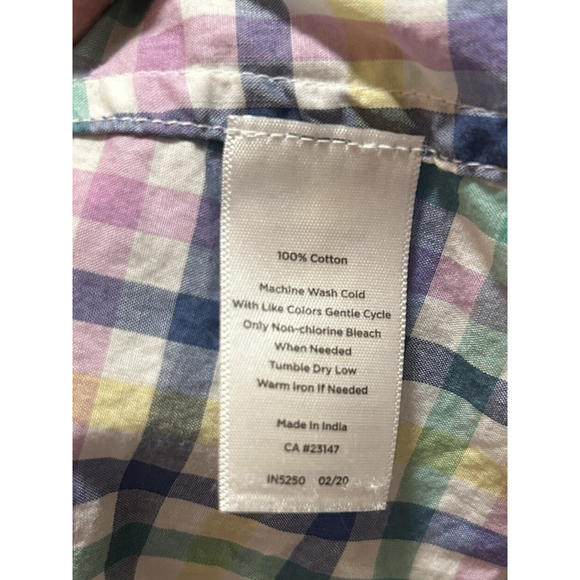 100% Cotton
Machine Wash Cold
With Like Colors Gentle Cycle
Only Non-chlorine Bleach
When Needed
Tumble Dry Low
Warm Iron If Needed
Made in India
CA #23147
IN5250 02/20